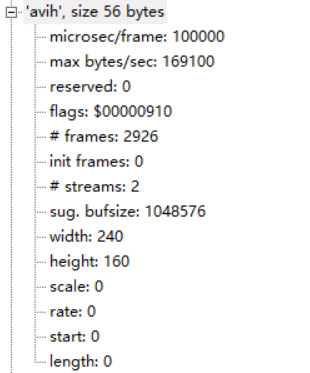 'avih', size 56 bytes
microsec/frame: 100000
max bytes/sec: 169100
reserved: 0
flags: $00000910
# frames: 2926
init frames: 0
# streams: 2
sug. bufsize: 1048576
width: 240
height: 160
scale: 0
rate: 0
start: 0
length: 0